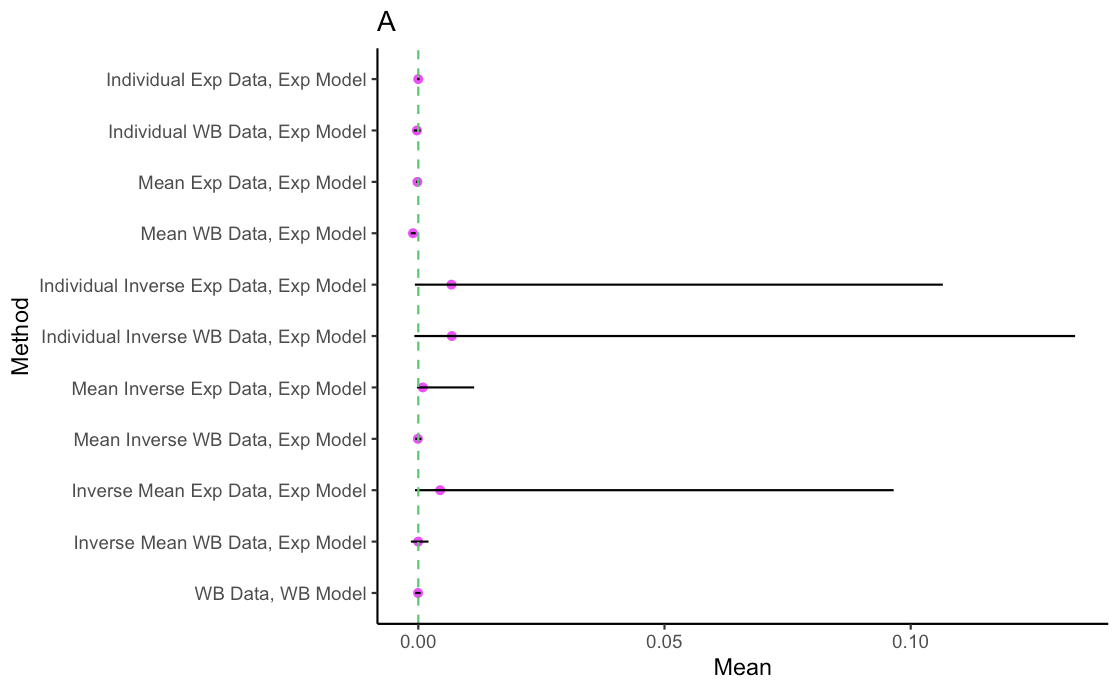 A
Method
Individual Exp Data, Exp Model
Individual WB Data, Exp Model
Mean Exp Data, Exp Model
Mean WB Data, Exp Model
Individual Inverse Exp Data, Exp Model
Individual Inverse WB Data, Exp Model
Mean Inverse Exp Data, Exp Model
Mean Inverse WB Data, Exp Model
Inverse Mean Exp Data, Exp Model
Inverse Mean WB Data, Exp Model
WB Data, WB Model
0.00 0.05 0.10
Mean